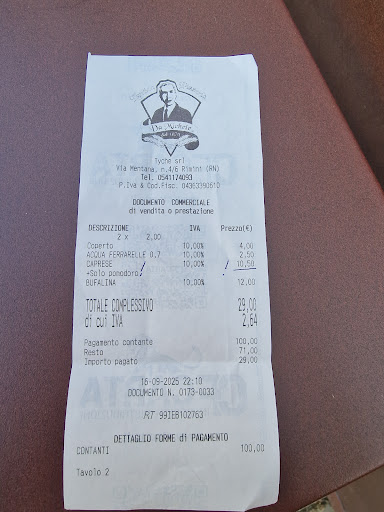 Da Michele
Tyche srl
Via Mentana, n.4/6 Rimini (RN)
Tel. 0541174093
P.Iva & Cod.Fisc. 04363390610
DOCUMENTO COMMERCIALE
di vendita o prestazione
DESCRIZIONE IVA Prezzo(€)
2 x 2,00
Coperto 10,00% 4,00
ACQUA FERRARELLE 0.7 10,00% 2,50
CAPRESE 10,00% ! 10,50
+Solo pomodoro !
BUFALINA 10,00% 12,00
TOTALE COMPLESSIVO 29,00
di cui IVA 2,64
Pagamento contante 100,00
Resto 71,00
Importo pagato 29,00
16-09-2025 22:10
DOCUMENTO N. 0173-0033
RT 99IEB102763
DETTAGLIO FORME di PAGAMENTO
CONTANTI 100,00
Tavolo 2